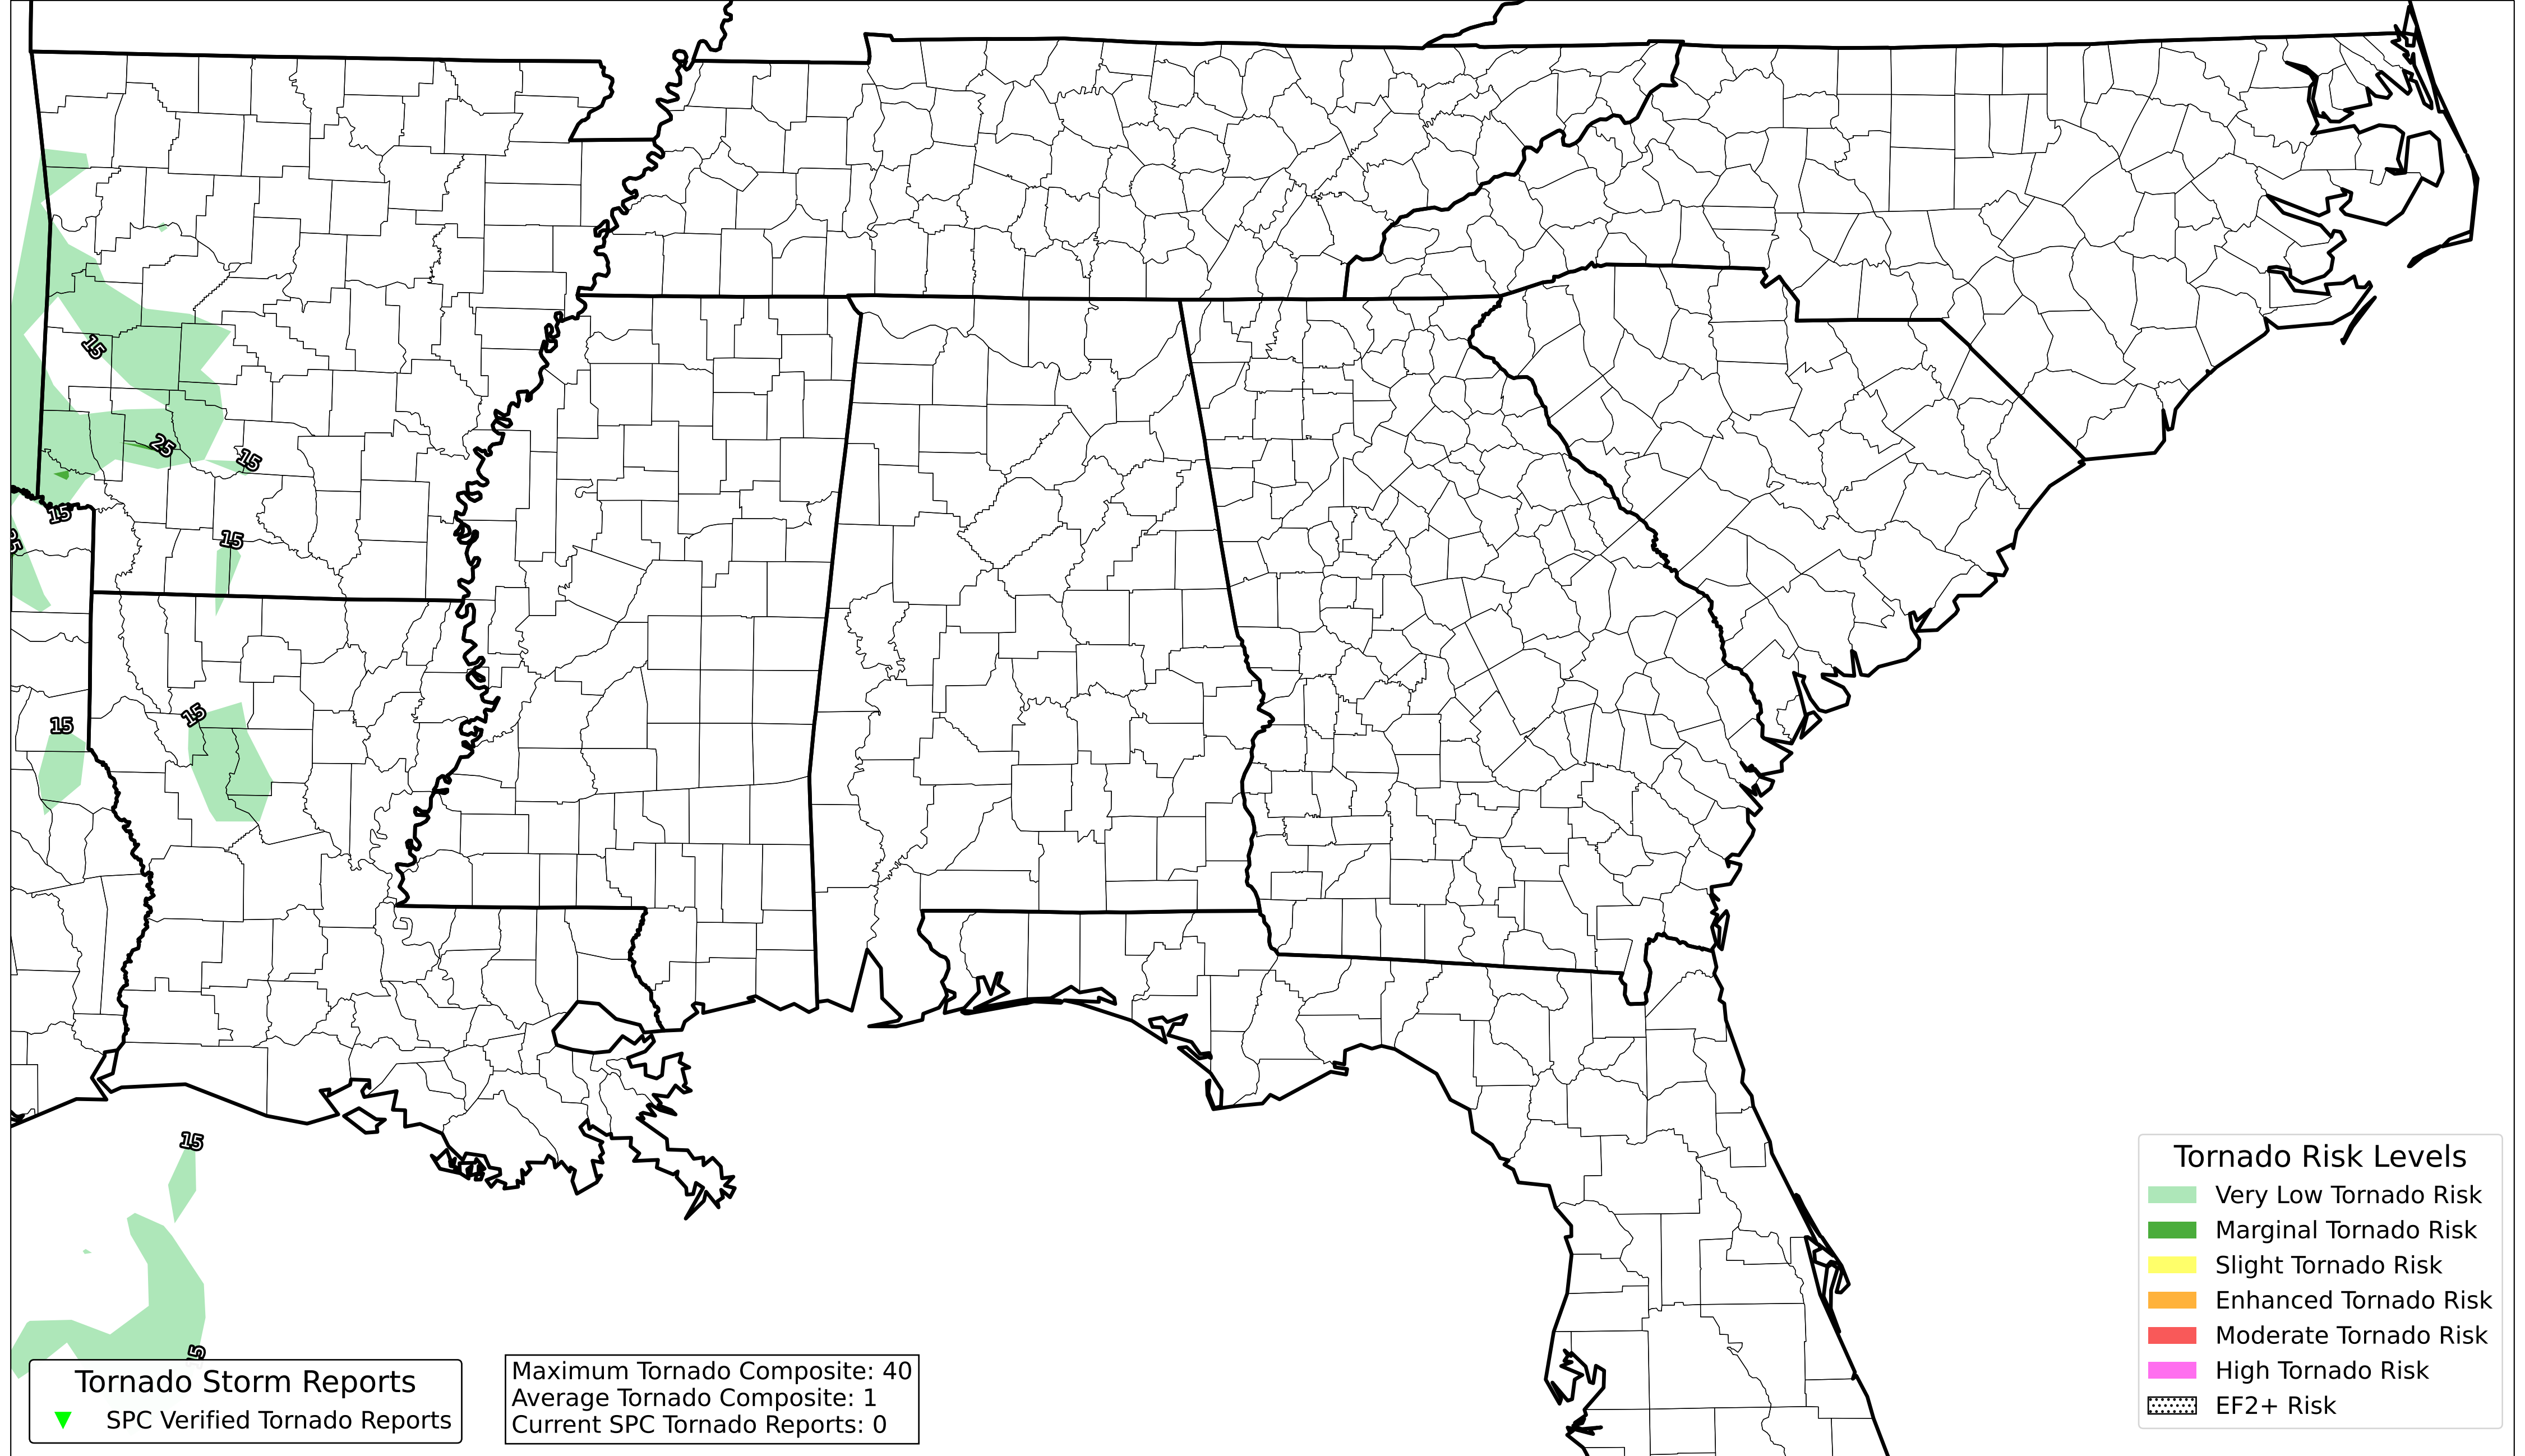 15
25
15
15
25
15
15
15
15
15
Tornado Storm Reports
SPC Verified Tornado Reports
Maximum Tornado Composite: 40
Average Tornado Composite: 1
Current SPC Tornado Reports: 0
Tornado Risk Levels
Very Low Tornado Risk
Marginal Tornado Risk
Slight Tornado Risk
Enhanced Tornado Risk
Moderate Tornado Risk
High Tornado Risk
EF2+ Risk